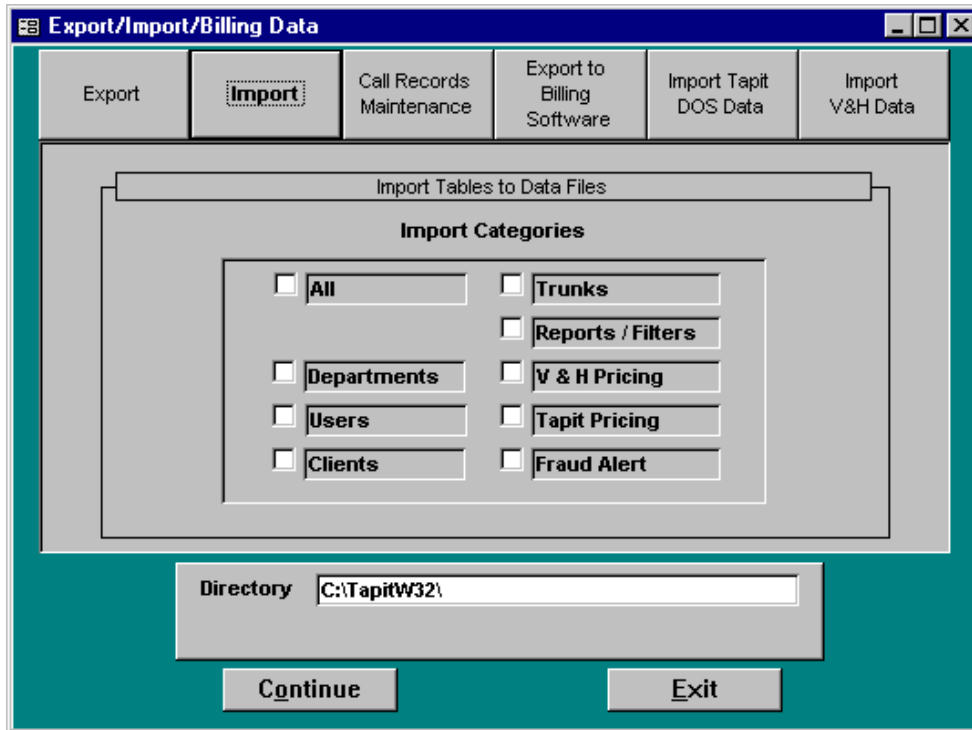 Export/Import/Billing Data
Export
Import
Call Records
Maintenance
Export to
Billing
Software
Import Tapit
DOS Data
Import
V&H Data
Import Tables to Data Files
Import Categories
All
Trunks
Reports / Filters
Departments
V & H Pricing
Users
Tapit Pricing
Clients
Fraud Alert
Directory C:\TapitW32\
Continue
Exit